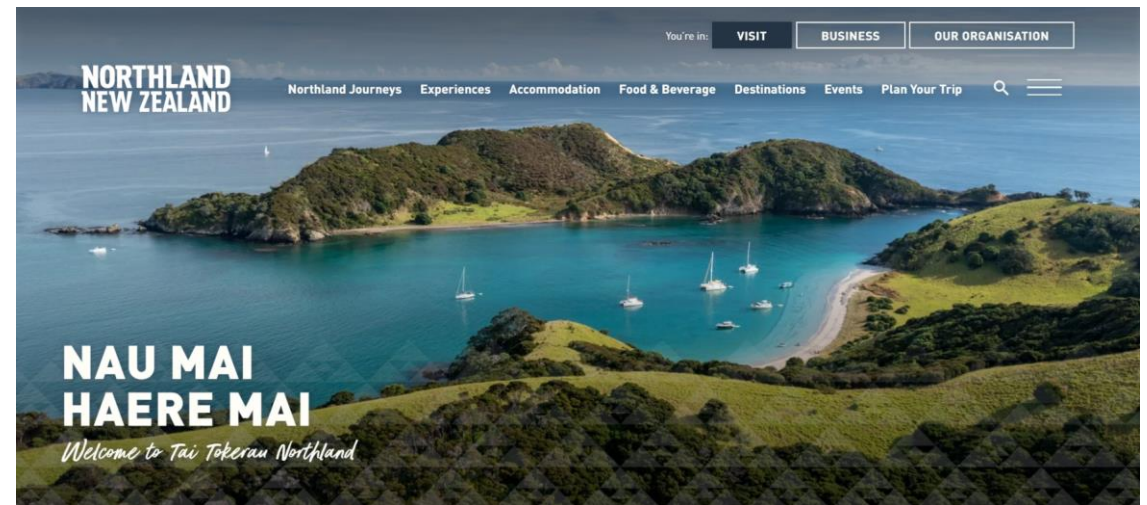 You're in: VISIT BUSINESS OUR ORGANISATION
NORTHLAND
NEW ZEALAND
Northland Journeys Experiences Accommodation Food & Beverage Destinations Events Plan Your Trip
NAU MAI
HAERE MAI
Welcome to Tai Tokerau Northland